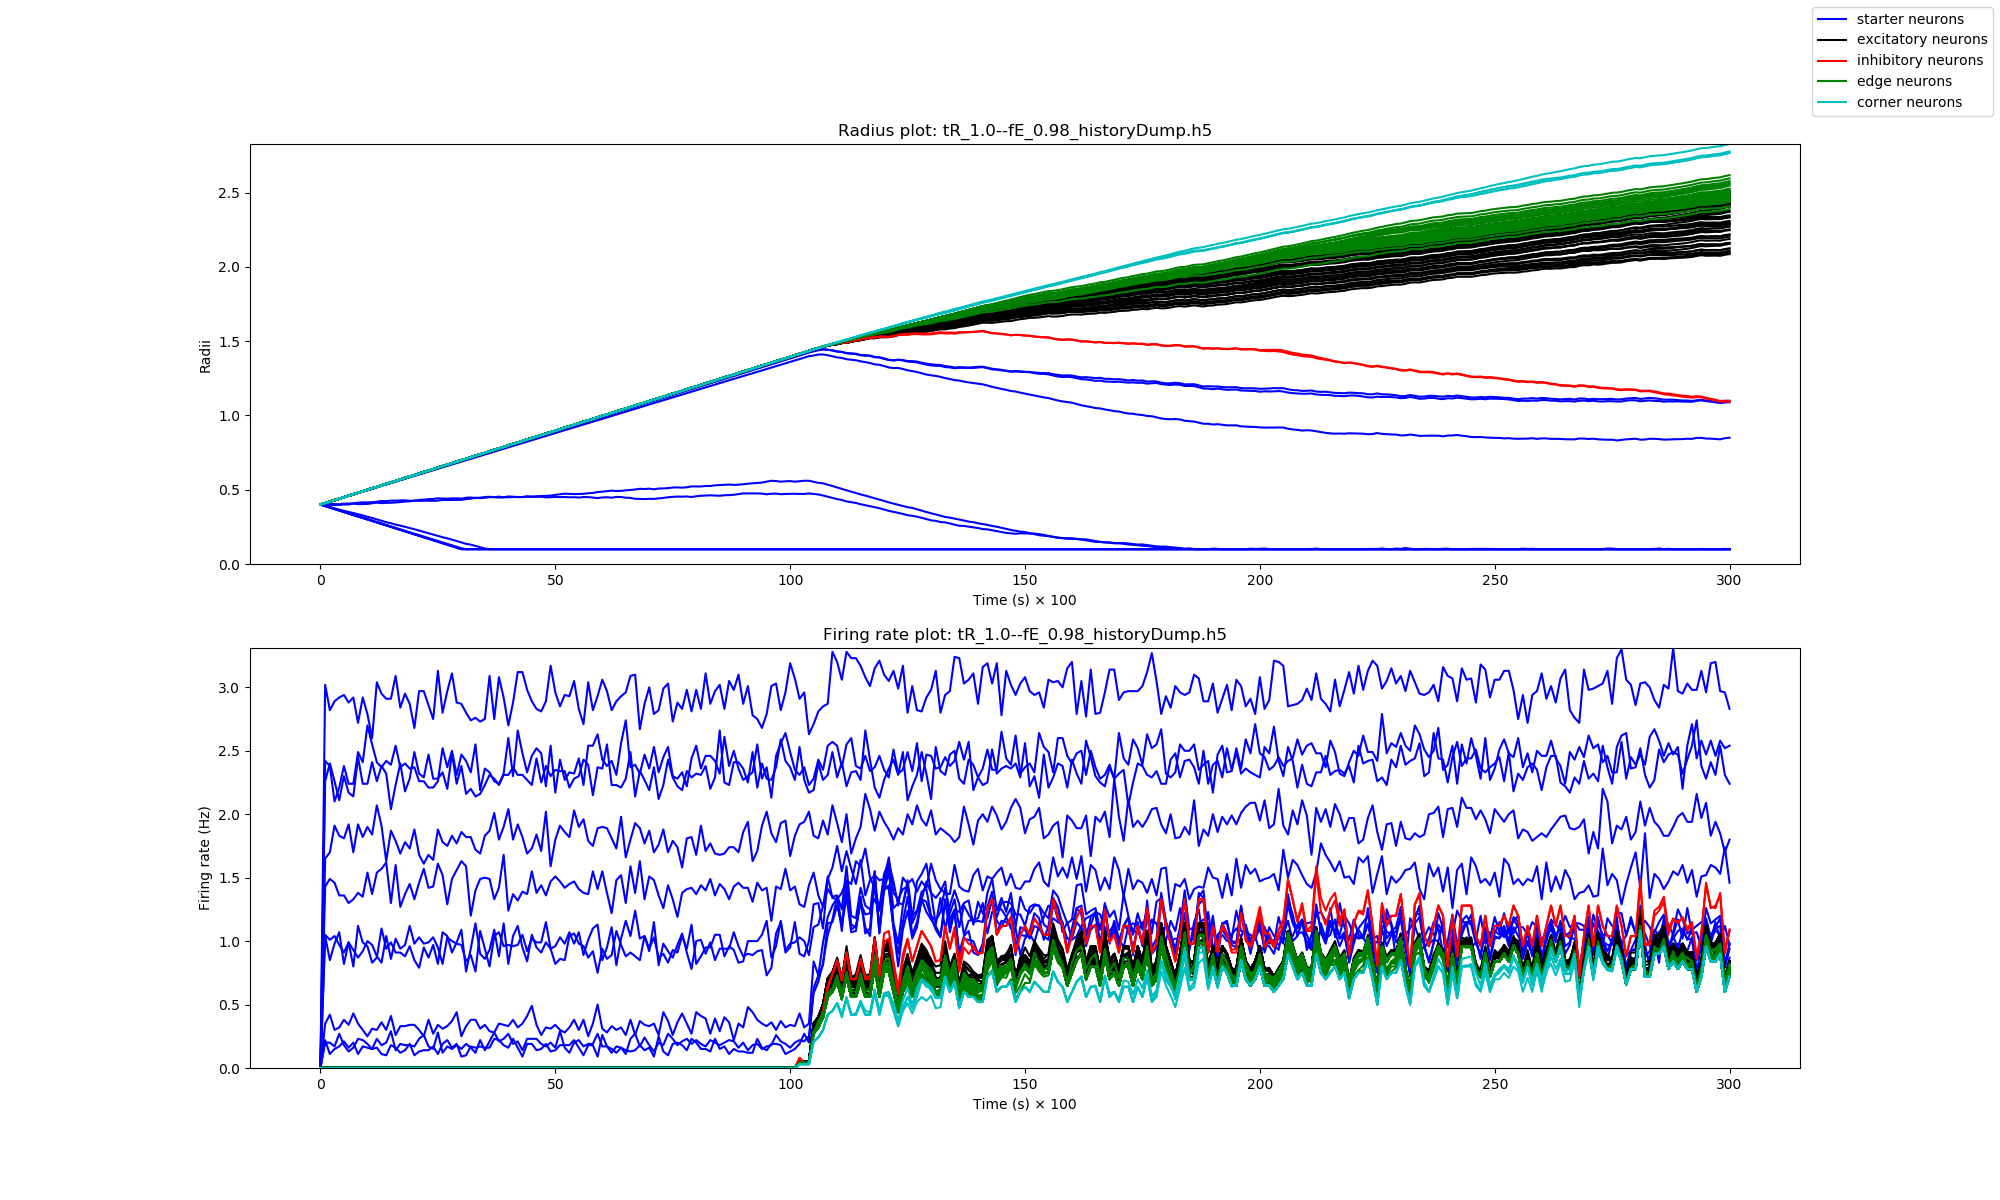 starter neurons
excitatory neurons
inhibitory neurons
edge neurons
corner neurons
Radius plot: tR_1.0--fE_0.98_historyDump.h5
Radii
2.5
2.0
1.5
1.0
0.5
0.0
0 50 100 150 200 250 300
Time (s) × 100
Firing rate plot: tR_1.0--fE_0.98_historyDump.h5
Firing rate (Hz)
3.0
2.5
2.0
1.5
1.0
0.5
0.0
0 50 100 150 200 250 300
Time (s) × 100